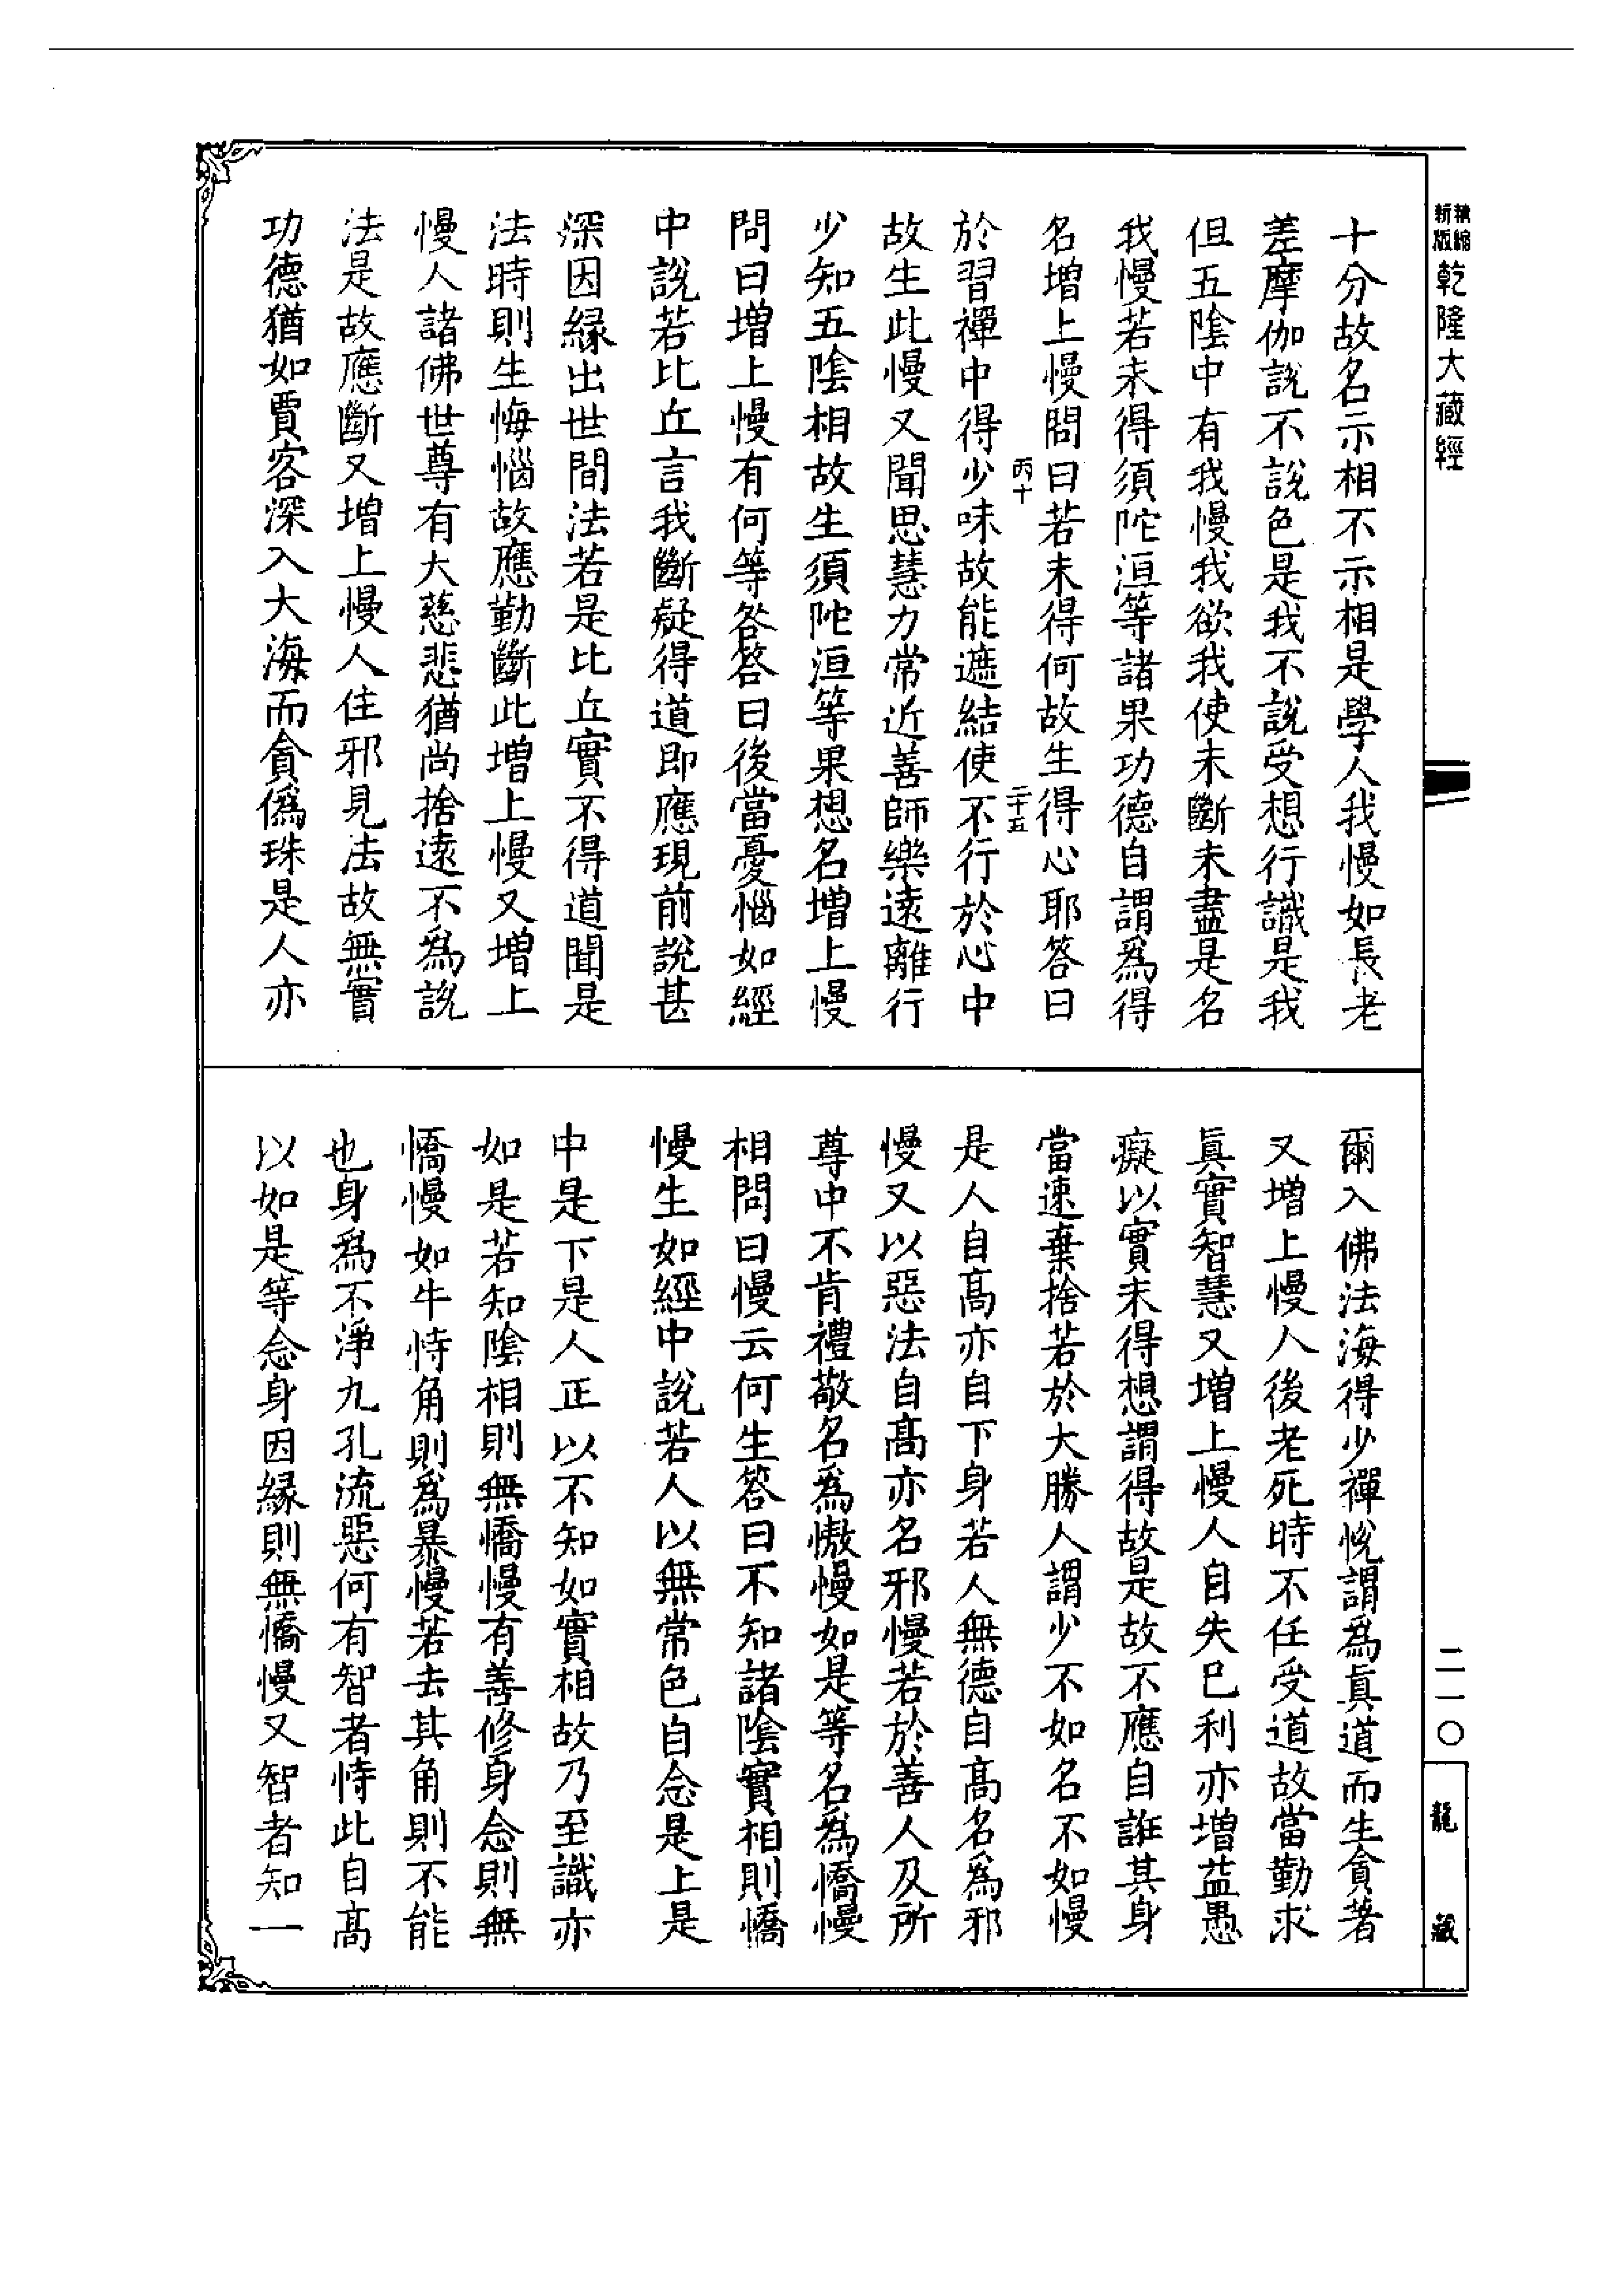 新版 精縮
乾隆大藏經
十分故名示相不示相是學人我慢如長老
差摩伽說不說色是我不說受想行識是我
但五陰中有我慢我欲我使未斷未盡是名
我慢若未得須陀洹等諸果功德自謂爲得
名增上慢問曰若未得何故生得心耶答曰
丙十 二十五
於習禪中得少味故能遮結使不行於心中
故生此慢又聞思慧力常近善師樂遠離行
少知五陰相故生須陀洹等果想名增上慢
問曰增上慢有何等咎答曰後當憂惱如經
中說若比丘言我斷疑得道即應現前說甚
深因緣出世間法若是比丘實不得道聞是
法時則生悔惱故應勤斷此增上慢又增上
慢人諸佛世尊有大慈悲猶尚捨遠不爲說
法是故應斷又增上慢人住邪見法故無實
功德猶如賈客深入大海而貪僞珠是人亦
爾入佛法海得少禪悅謂爲眞道而生貪著
又增上慢人後老死時不任受道故當勤求
眞實智慧又增上慢人自失巳利亦增益愚
癡以實未得想謂得故是故不應自誑其身
當速棄捨若於大勝人謂少不如名不如慢
是人自高亦自下身若人無德自高名爲邪
慢又以惡法自高亦名邪慢若於善人及所
尊中不肯禮敬名爲慠慢如是等名爲憍慢
相問曰慢云何生答曰不知諸陰實相則憍
慢生如經中說若人以無常色自念是上是
中是下是人正以不知如實相故乃至識亦
如是若知陰相則無憍慢有善修身念則無
憍慢如牛恃角則爲暴慢若去其角則不能
也身爲不淨九孔流惡何有智者恃此自高
以如是等念身因緣則無憍慢又智者知一
二一〇
龍藏